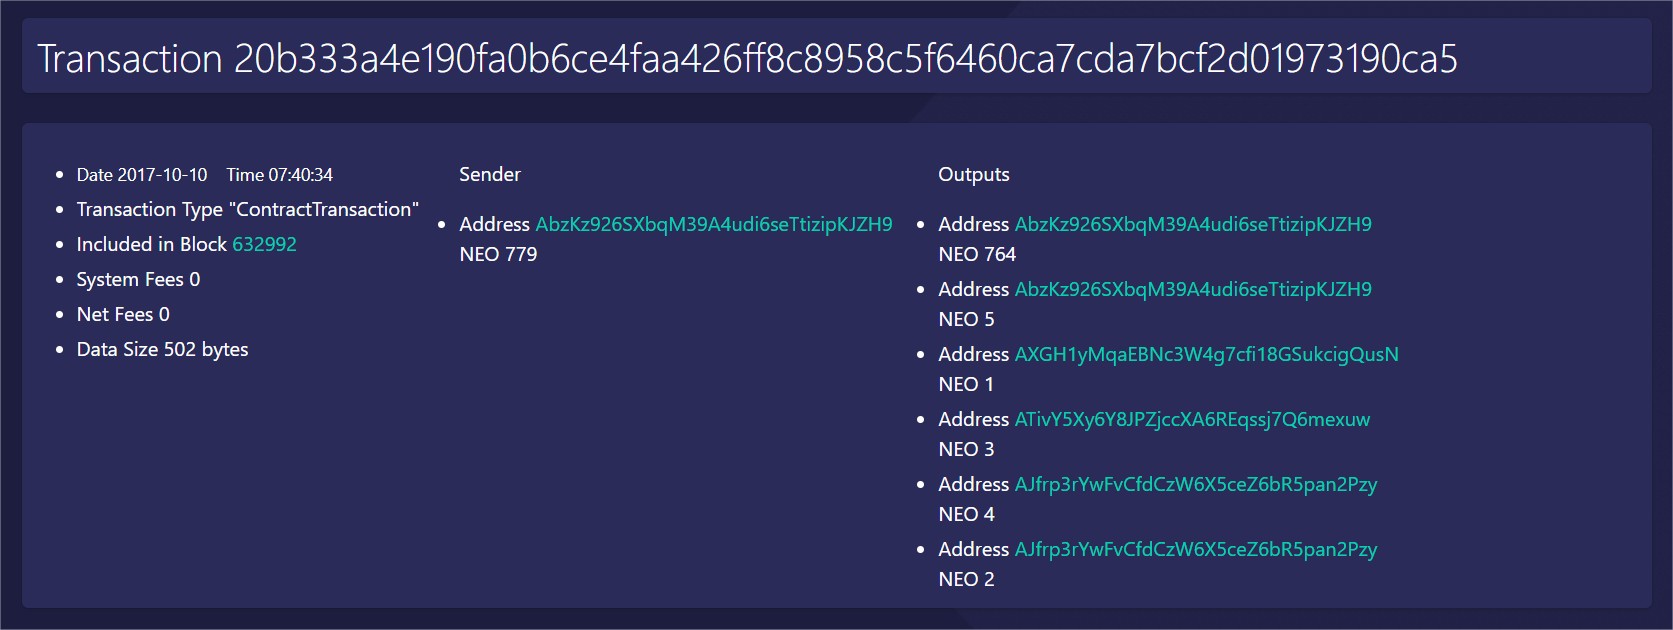 Transaction 20b333a4e190fa0b6ce4faa426ff8c8958c5f6460ca7cda7bcf2d01973190ca5
Date 2017-10-10 Time 07:40:34
Transaction Type "ContractTransaction"
Included in Block 632992
System Fees 0
Net Fees 0
Data Size 502 bytes
Sender
Address AbzKz926SXbqM39A4udi6seTtizipKJZH9
NEO 779
Outputs
Address AbzKz926SXbqM39A4udi6seTtizipKJZH9
NEO 764
Address AbzKz926SXbqM39A4udi6seTtizipKJZH9
NEO 5
Address AXGH1yMqaEBNc3W4g7cfi18GSukcigQusN
NEO 1
Address ATivY5Xy6Y8JPZjccXA6REqssj7Q6mexuw
NEO 3
Address AJfrp3rYwFvCfdCzW6X5ceZ6bR5pan2Pzy
NEO 4
Address AJfrp3rYwFvCfdCzW6X5ceZ6bR5pan2Pzy
NEO 2